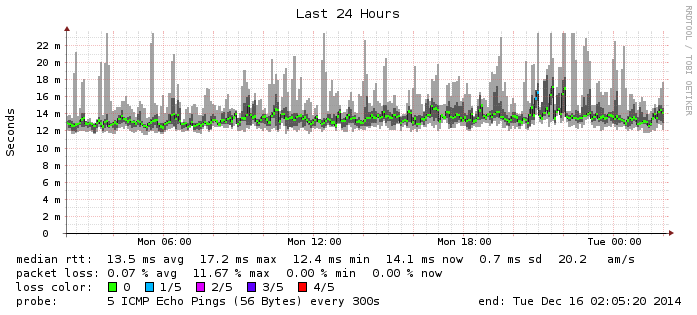 Last 24 Hours
RRDTOOL / TOBI OETIKER
Seconds
22 m
20 m
18 m
16 m
14 m
12 m
10 m
8 m
6 m
4 m
2 m
0
Mon 06:00 Mon 12:00 Mon 18:00 Tue 00:00
median rtt: 13.5 ms avg 17.2 ms max 12.4 ms min 14.1 ms now 0.7 ms sd 20.2 am/s
packet loss: 0.07 % avg 11.67 % max 0.00 % min 0.00 % now
loss color: 0 1/5 2/5 3/5 4/5
probe: 5 ICMP Echo Pings (56 Bytes) every 300s end: Tue Dec 16 02:05:20 2014